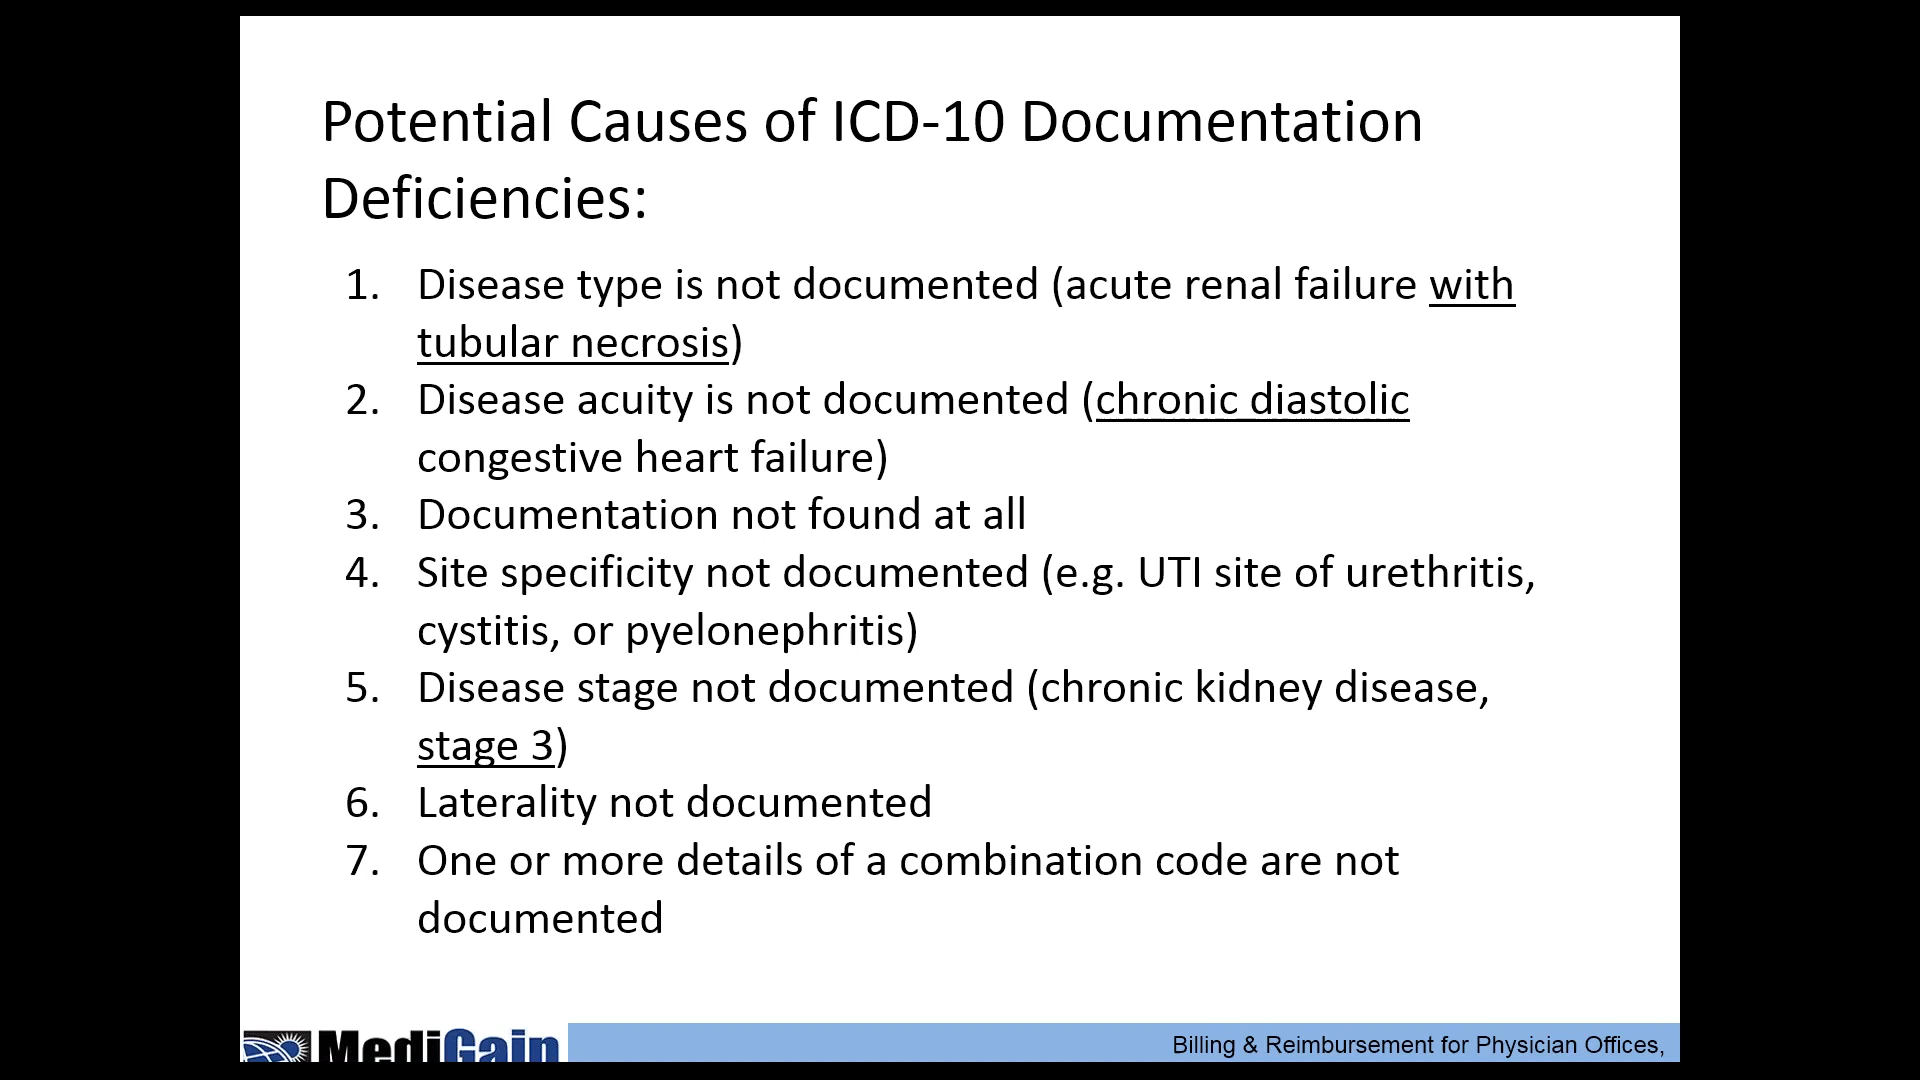 Potential Causes of ICD-10 Documentation
Deficiencies:
1. Disease type is not documented (acute renal failure with
tubular necrosis)
2. Disease acuity is not documented (chronic diastolic
congestive heart failure)
3. Documentation not found at all
4. Site specificity not documented (e.g. UTI site of urethritis,
cystitis, or pyelonephritis)
5. Disease stage not documented (chronic kidney disease,
stage 3)
6. Laterality not documented
7. One or more details of a combination code are not
documented
MediGain
Billing & Reimbursement for Physician Offices,